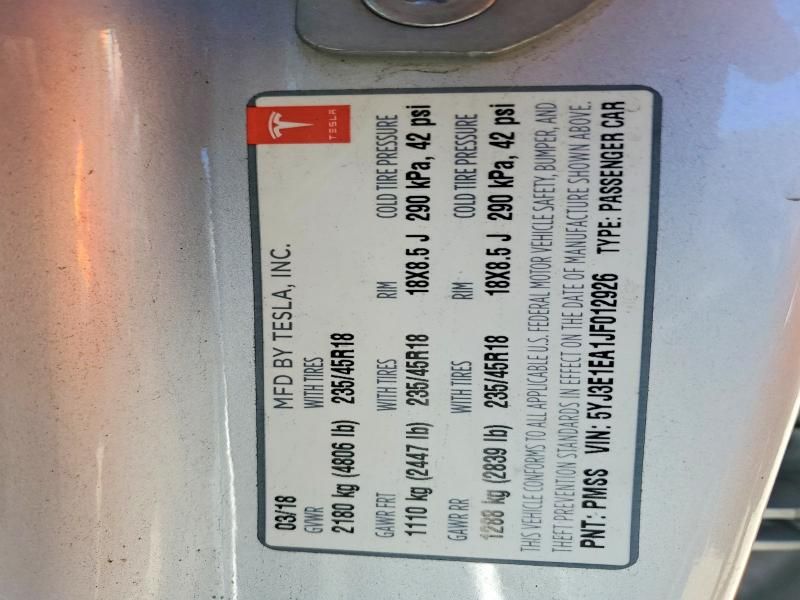 TESLA
03/18 MFD BY TESLA, INC.
GVWR WITH TIRES
2180 kg (4806 lb) 235/45R18
GAWR FRT WITH TIRES RIM COLD TIRE PRESSURE
1110 kg (2447 lb) 235/45R18 18X8.5 J 290 kPa, 42 psi
GAWR RR WITH TIRES RIM COLD TIRE PRESSURE
1288 kg (2839 lb) 235/45R18 18X8.5 J 290 kPa, 42 psi
THIS VEHICLE CONFORMS TO ALL APPLICABLE U.S. FEDERAL MOTOR VEHICLE SAFETY, BUMPER, AND
THEFT PREVENTION STANDARDS IN EFFECT ON THE DATE OF MANUFACTURE SHOWN ABOVE.
PNT: PMSS VIN: 5YJ3E1EA1JF012926 TYPE: PASSENGER CAR